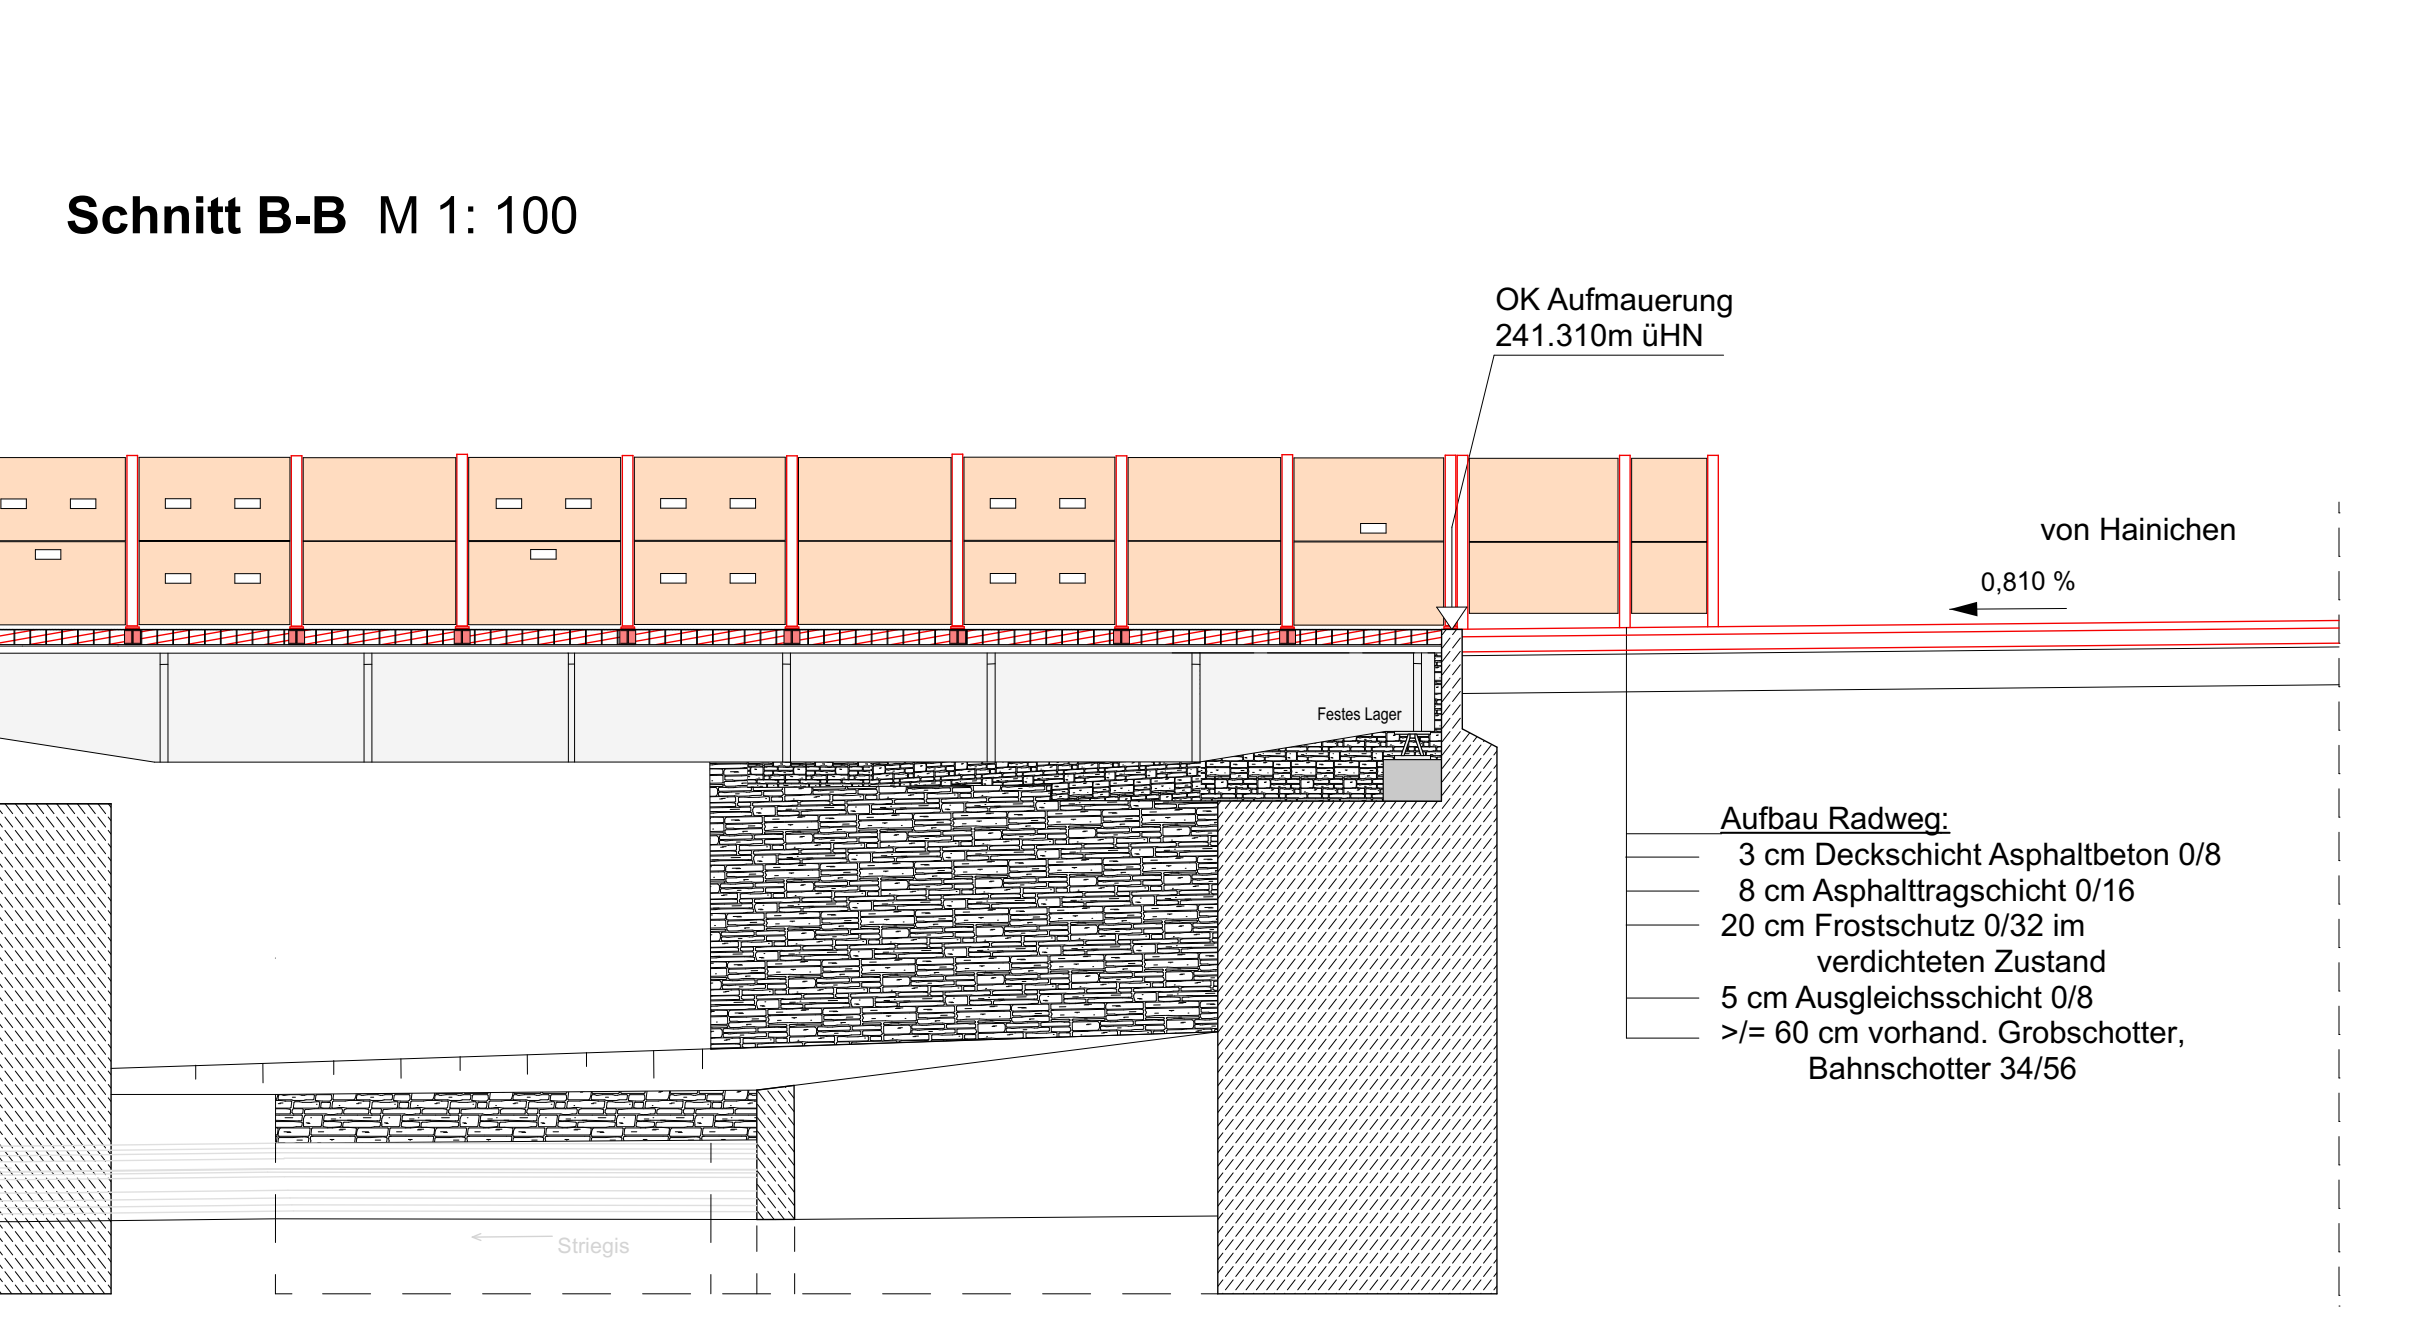 Schnitt B-B M 1: 100
OK Aufmauerung
241.310m üHN
von Hainichen
0,810 %
Festes Lager
Aufbau Radweg:
3 cm Deckschicht Asphaltbeton 0/8
8 cm Asphalttragschicht 0/16
20 cm Frostschutz 0/32 im
verdichteten Zustand
5 cm Ausgleichsschicht 0/8
>/= 60 cm vorhand. Grobschotter,
Bahnschotter 34/56
Striegis